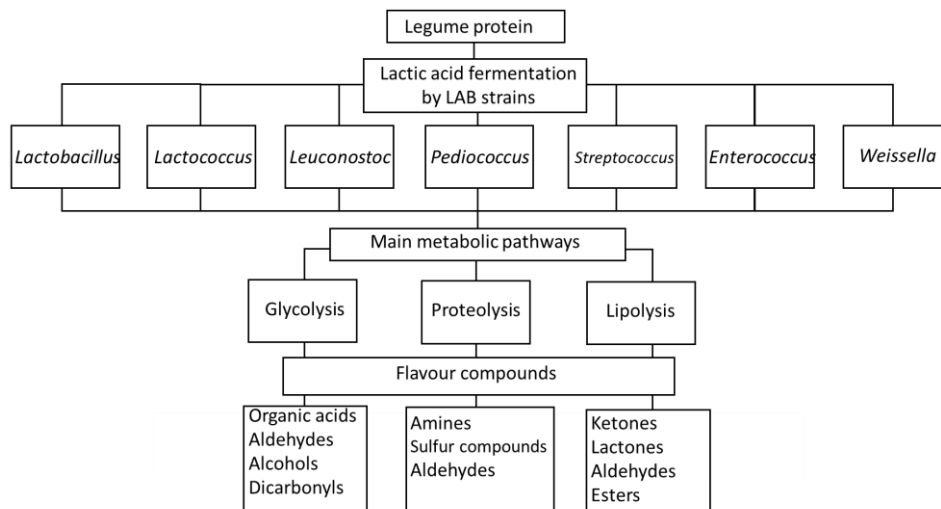 Legume protein
Lactic acid fermentation
by LAB strains
Lactobacillus
Lactococcus
Leuconostoc
Pediococcus
Streptococcus
Enterococcus
Weissella
Main metabolic pathways
Glycolysis
Proteolysis
Lipolysis
Flavour compounds
Organic acids
Aldehydes
Alcohols
Dicarbonyls
Amines
Sulfur compounds
Aldehydes
Ketones
Lactones
Aldehydes
Esters